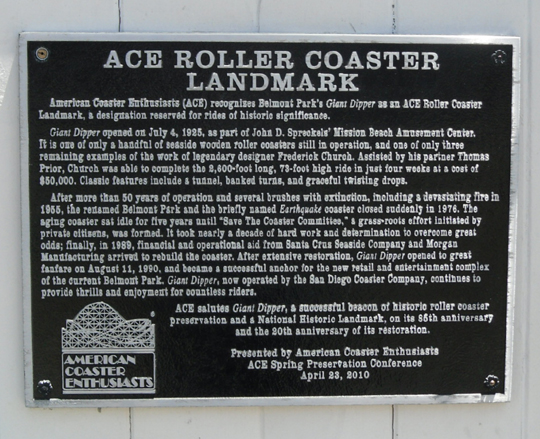 ACE ROLLER COASTER
LANDMARK
American Coaster Enthusiasts (ACE) recognizes Belmont Park's Giant Dipper as an ACE Roller Coaster
Landmark, a designation reserved for rides of historic significance.
Giant Dipper opened on July 4, 1925, as part of John D. Spreckels' Mission Beach Amusement Center.
It is one of only a handful of seaside wooden roller coasters still in operation, and one of only three
remaining examples of the work of legendary designer Frederick Church. Assisted by his partner Thomas
Prior, Church was able to complete the 2,600-foot long, 73-foot high ride in just four weeks at a cost of
$50,000. Classic features include a tunnel, banked turns, and graceful twisting drops.
After more than 50 years of operation and several brushes with extinction, including a devastating fire in
1955, the renamed Belmont Park and the briefly named Earthquake coaster closed suddenly in 1976. The
aging coaster sat idle for five years until "Save The Coaster Committee," a grass-roots effort initiated by
private citizens, was formed. It took nearly a decade of hard work and determination to overcome great
odds; finally, in 1989, financial and operational aid from Santa Cruz Seaside Company and Morgan
Manufacturing arrived to rebuild the coaster. After extensive restoration, Giant Dipper opened to great
fanfare on August 11, 1990, and became a successful anchor for the new retail and entertainment complex
of the current Belmont Park. Giant Dipper, now operated by the San Diego Coaster Company, continues to
provide thrills and enjoyment for countless riders.
ACE salutes Giant Dipper, a successful beacon of historic roller coaster
preservation and a National Historic Landmark, on its 85th anniversary
and the 20th anniversary of its restoration.
Presented by American Coaster Enthusiasts
ACE Spring Preservation Conference
April 23, 2010
AMERICAN
COASTER
ENTHUSIASTS